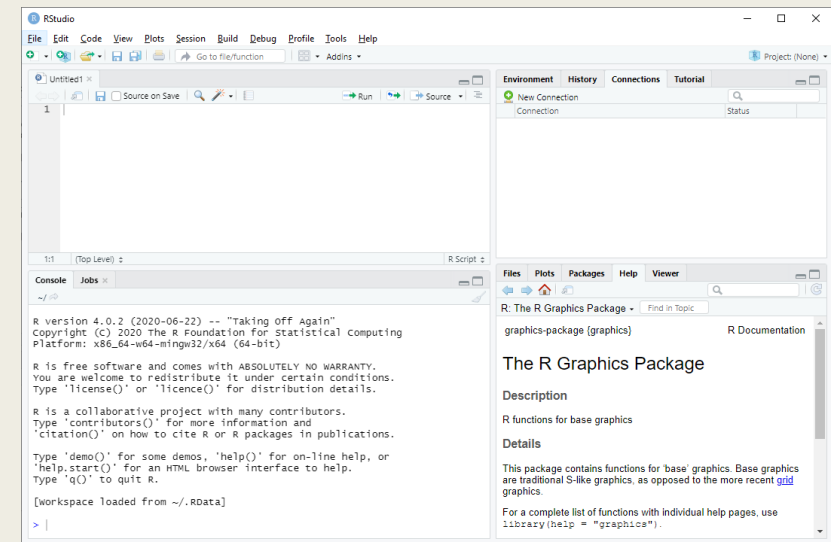 RStudio
File Edit Code View Plots Session Build Debug Profile Tools Help
Go to file/function Addins Project: (None)
Untitled1
Source on Save Run Source
1
1:1 (Top Level) R Script
Console Jobs
~/
R version 4.0.2 (2020-06-22) -- "Taking Off Again"
Copyright (C) 2020 The R Foundation for Statistical Computing
Platform: x86_64-w64-mingw32/x64 (64-bit)
R is free software and comes with ABSOLUTELY NO WARRANTY.
You are welcome to redistribute it under certain conditions.
Type 'license()' or 'licence()' for distribution details.
R is a collaborative project with many contributors.
Type 'contributors()' for more information and
'citation()' on how to cite R or R packages in publications.
Type 'demo()' for some demos, 'help()' for on-line help, or
'help.start()' for an HTML browser interface to help.
Type 'q()' to quit R.
[Workspace loaded from ~/.RData]
>
Environment History Connections Tutorial
New Connection
Connection Status
Files Plots Packages Help Viewer
R: The R Graphics Package Find in Topic
graphics-package {graphics} R Documentation
The R Graphics Package
Description
R functions for base graphics
Details
This package contains functions for ‘base’ graphics. Base graphics
are traditional S-like graphics, as opposed to the more recent grid
graphics.
For a complete list of functions with individual help pages, use
library(help = "graphics").